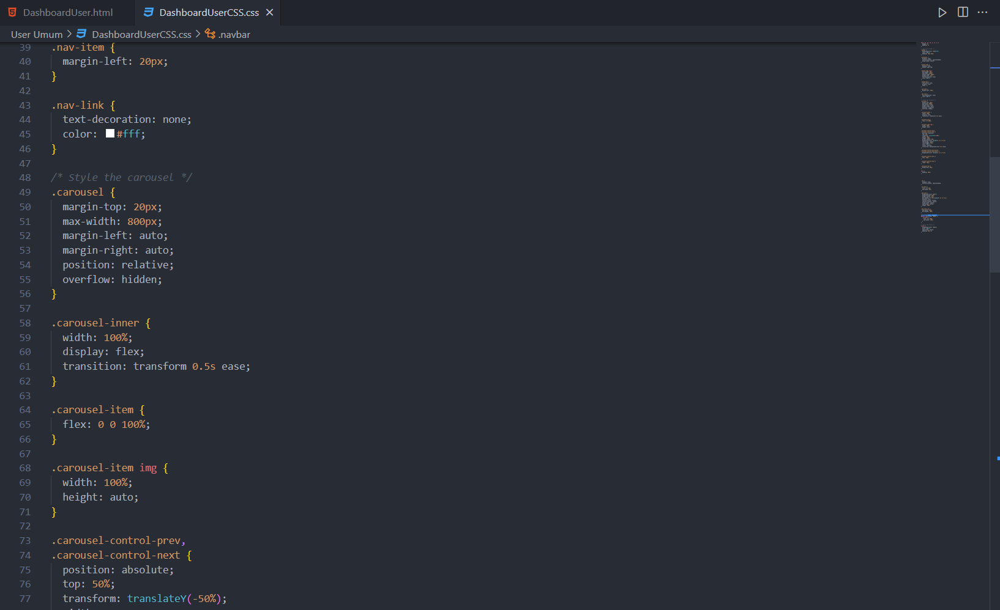 DashboardUser.html
DashboardUserCSS.css
User Umum > DashboardUserCSS.css > .navbar
39 .nav-item {
40 margin-left: 20px;
41 }
42
43 .nav-link {
44 text-decoration: none;
45 color: #fff;
46 }
47
48 /* Style the carousel */
49 .carousel {
50 margin-top: 20px;
51 max-width: 800px;
52 margin-left: auto;
53 margin-right: auto;
54 position: relative;
55 overflow: hidden;
56 }
57
58 .carousel-inner {
59 width: 100%;
60 display: flex;
61 transition: transform 0.5s ease;
62 }
63
64 .carousel-item {
65 flex: 0 0 100%;
66 }
67
68 .carousel-item img {
69 width: 100%;
70 height: auto;
71 }
72
73 .carousel-control-prev,
74 .carousel-control-next {
75 position: absolute;
76 top: 50%;
77 transform: translateY(-50%);